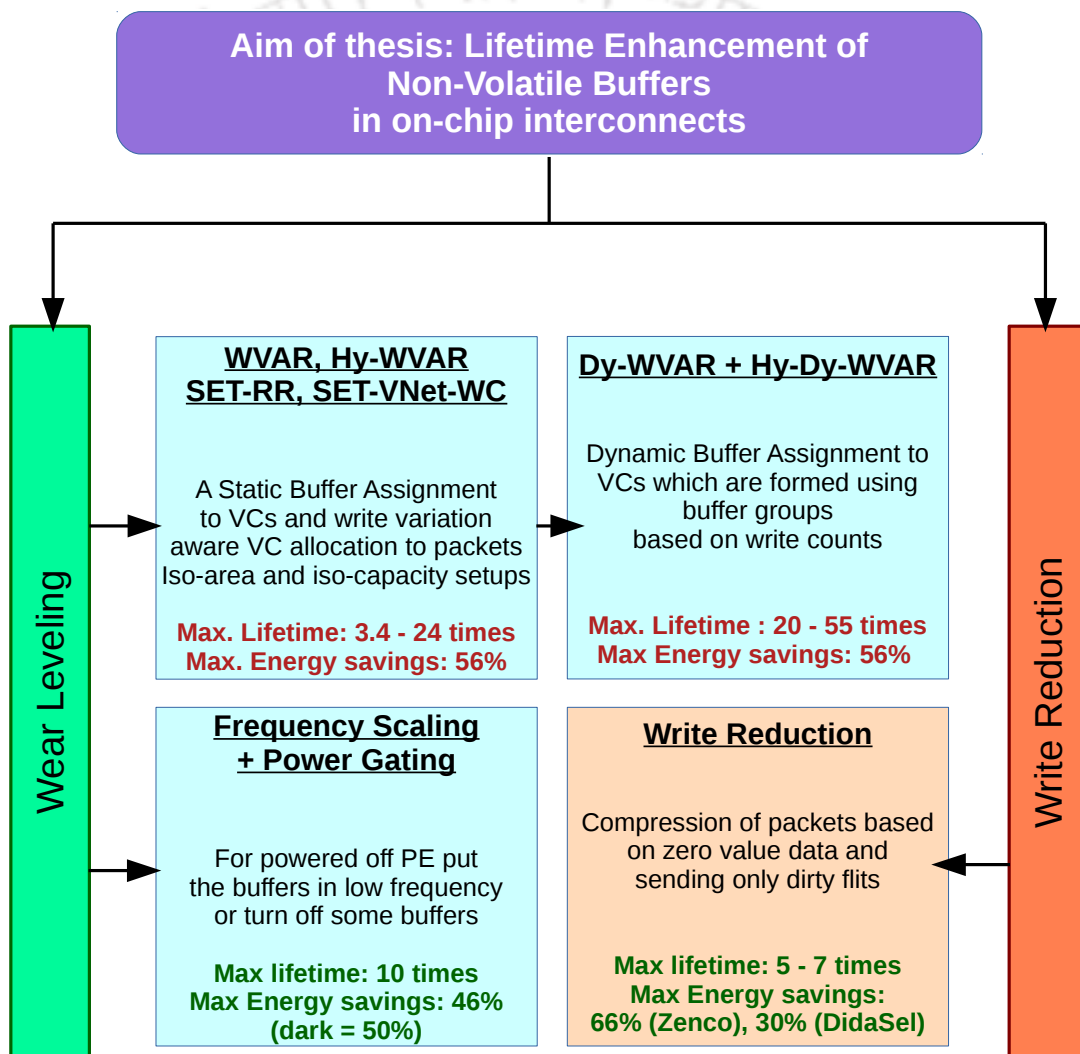 Aim of thesis: Lifetime Enhancement of
Non-Volatile Buffers
in on-chip interconnects
Wear Leveling
WVAR, Hy-WVAR
SET-RR, SET-VNet-WC
A Static Buffer Assignment
to VCs and write variation
aware VC allocation to packets
Iso-area and iso-capacity setups
Max. Lifetime: 3.4 - 24 times
Max. Energy savings: 56%
Dy-WVAR + Hy-Dy-WVAR
Dynamic Buffer Assignment to
VCs which are formed using
buffer groups
based on write counts
Max. Lifetime : 20 - 55 times
Max Energy savings: 56%
Frequency Scaling
+ Power Gating
For powered off PE put
the buffers in low frequency
or turn off some buffers
Max lifetime: 10 times
Max Energy savings: 46%
(dark = 50%)
Write Reduction
Compression of packets based
on zero value data and
sending only dirty flits
Max lifetime: 5 - 7 times
Max Energy savings:
66% (Zenco), 30% (DidaSel)
Write Reduction